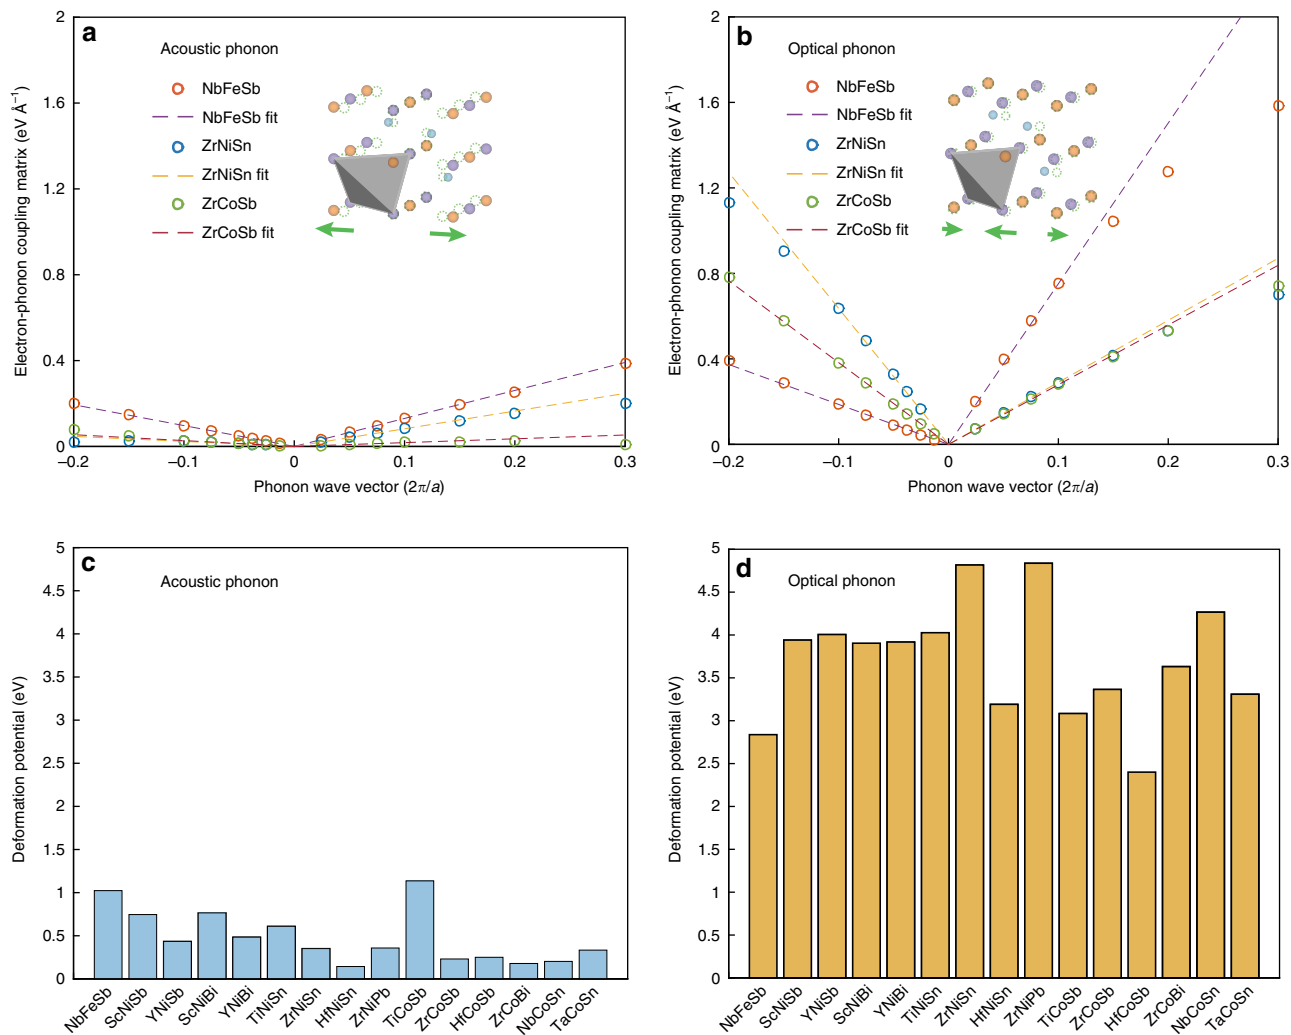 a
Acoustic phonon
NbFeSb
NbFeSb fit
ZrNiSn
ZrNiSn fit
ZrCoSb
ZrCoSb fit
Electron-phonon coupling matrix (eV Å⁻¹)
2
1.6
1.2
0.8
0.4
0
–0.2
–0.1
0
0.1
0.2
0.3
Phonon wave vector (2π/a)
b
Optical phonon
NbFeSb
NbFeSb fit
ZrNiSn
ZrNiSn fit
ZrCoSb
ZrCoSb fit
Electron-phonon coupling matrix (eV Å⁻¹)
2
1.6
1.2
0.8
0.4
0
–0.2
–0.1
0
0.1
0.2
0.3
Phonon wave vector (2π/a)
c
Acoustic phonon
Deformation potential (eV)
5
4.5
4
3.5
3
2.5
2
1.5
1
0.5
0
NbFeSb
ScNiSb
YNiSb
ScNiBi
YNiBi
TiNiSn
ZrNiSn
HfNiSn
ZrNiPb
TiCoSb
ZrCoSb
HfCoSb
ZrCoBi
NbCoSn
TaCoSn
d
Optical phonon
Deformation potential (eV)
5
4.5
4
3.5
3
2.5
2
1.5
1
0.5
0
NbFeSb
ScNiSb
YNiSb
ScNiBi
YNiBi
TiNiSn
ZrNiSn
HfNiSn
ZrNiPb
TiCoSb
ZrCoSb
HfCoSb
ZrCoBi
NbCoSn
TaCoSn